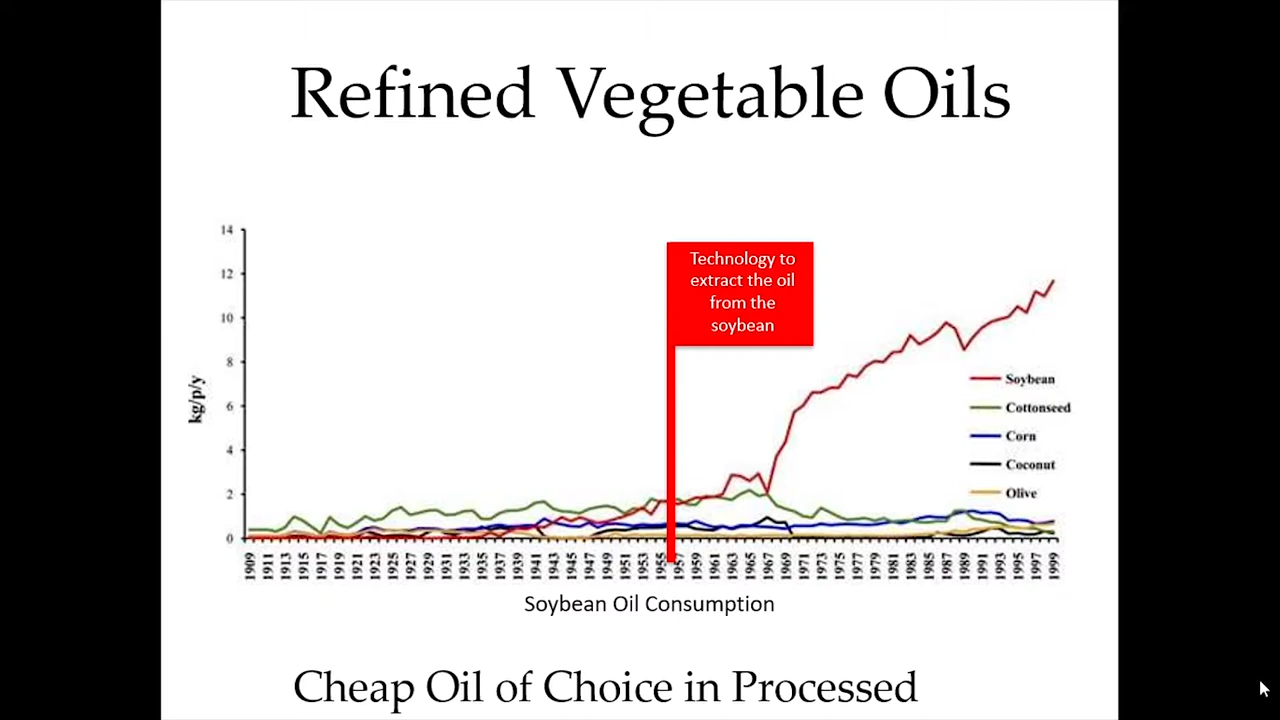 Refined Vegetable Oils
14
12
10
8
6
4
2
0
kg/p/y
Technology to
extract the oil
from the
soybean
Soybean
Cottonseed
Corn
Coconut
Olive
1909 1911 1913 1915 1917 1919 1921 1923 1925 1927 1929 1931 1933 1935 1937 1939 1941 1943 1945 1947 1949 1951 1953 1955 1957 1959 1961 1963 1965 1967 1969 1971 1973 1975 1977 1979 1981 1983 1985 1987 1989 1991 1993 1995 1997 1999
Soybean Oil Consumption
Cheap Oil of Choice in Processed